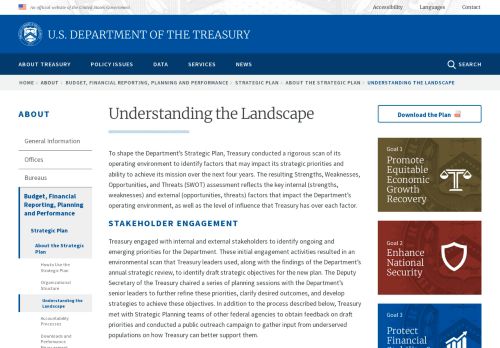 An official website of the United States Government
Accessibility Languages Contact
U.S. DEPARTMENT OF THE TREASURY
ABOUT TREASURY POLICY ISSUES DATA SERVICES NEWS SEARCH
HOME › ABOUT › BUDGET, FINANCIAL REPORTING, PLANNING AND PERFORMANCE › STRATEGIC PLAN › ABOUT THE STRATEGIC PLAN › UNDERSTANDING THE LANDSCAPE
ABOUT
General Information
Offices
Bureaus
Budget, Financial
Reporting, Planning
and Performance
Strategic Plan
About the Strategic
Plan
How to Use the
Strategic Plan
Organizational
Structure
Understanding the
Landscape
Accountability
Processes
Downloads and
Performance
Understanding the Landscape
To shape the Department's Strategic Plan, Treasury conducted a rigorous scan of its
operating environment to identify factors that may impact its strategic priorities and
ability to achieve its mission over the next four years. The resulting Strengths, Weaknesses,
Opportunities, and Threats (SWOT) assessment reflects the key internal (strengths,
weaknesses) and external (opportunities, threats) factors that impact the Department's
operating environment, as well as the level of influence that Treasury has over each factor.
STAKEHOLDER ENGAGEMENT
Treasury engaged with internal and external stakeholders to identify ongoing and
emerging priorities for the Department. These initial engagement activities resulted in an
environmental scan that Treasury leaders used, along with the findings of the Department's
annual strategic review, to identify draft strategic objectives for the new plan. The Deputy
Secretary of the Treasury chaired a series of planning sessions with the Department's
senior leaders to further refine these priorities, clarify desired outcomes, and develop
strategies to achieve these objectives. In addition to the process described below, Treasury
met with Strategic Planning teams of other federal agencies to obtain feedback on draft
priorities and conducted a public outreach campaign to gather input from underserved
populations on how Treasury can better support them.
Download the Plan
Goal 1
Promote
Equitable
Economic
Growth
Recovery
Goal 2
Enhance
National
Security
Goal 3
Protect
Financial